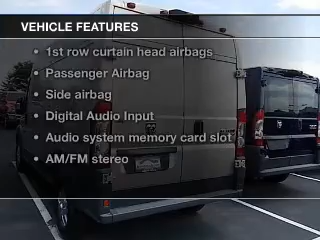 VEHICLE FEATURES
• 1st row curtain head airbags
• Passenger Airbag
• Side airbag
• Digital Audio Input
• Audio system memory card slot
• AM/FM stereo